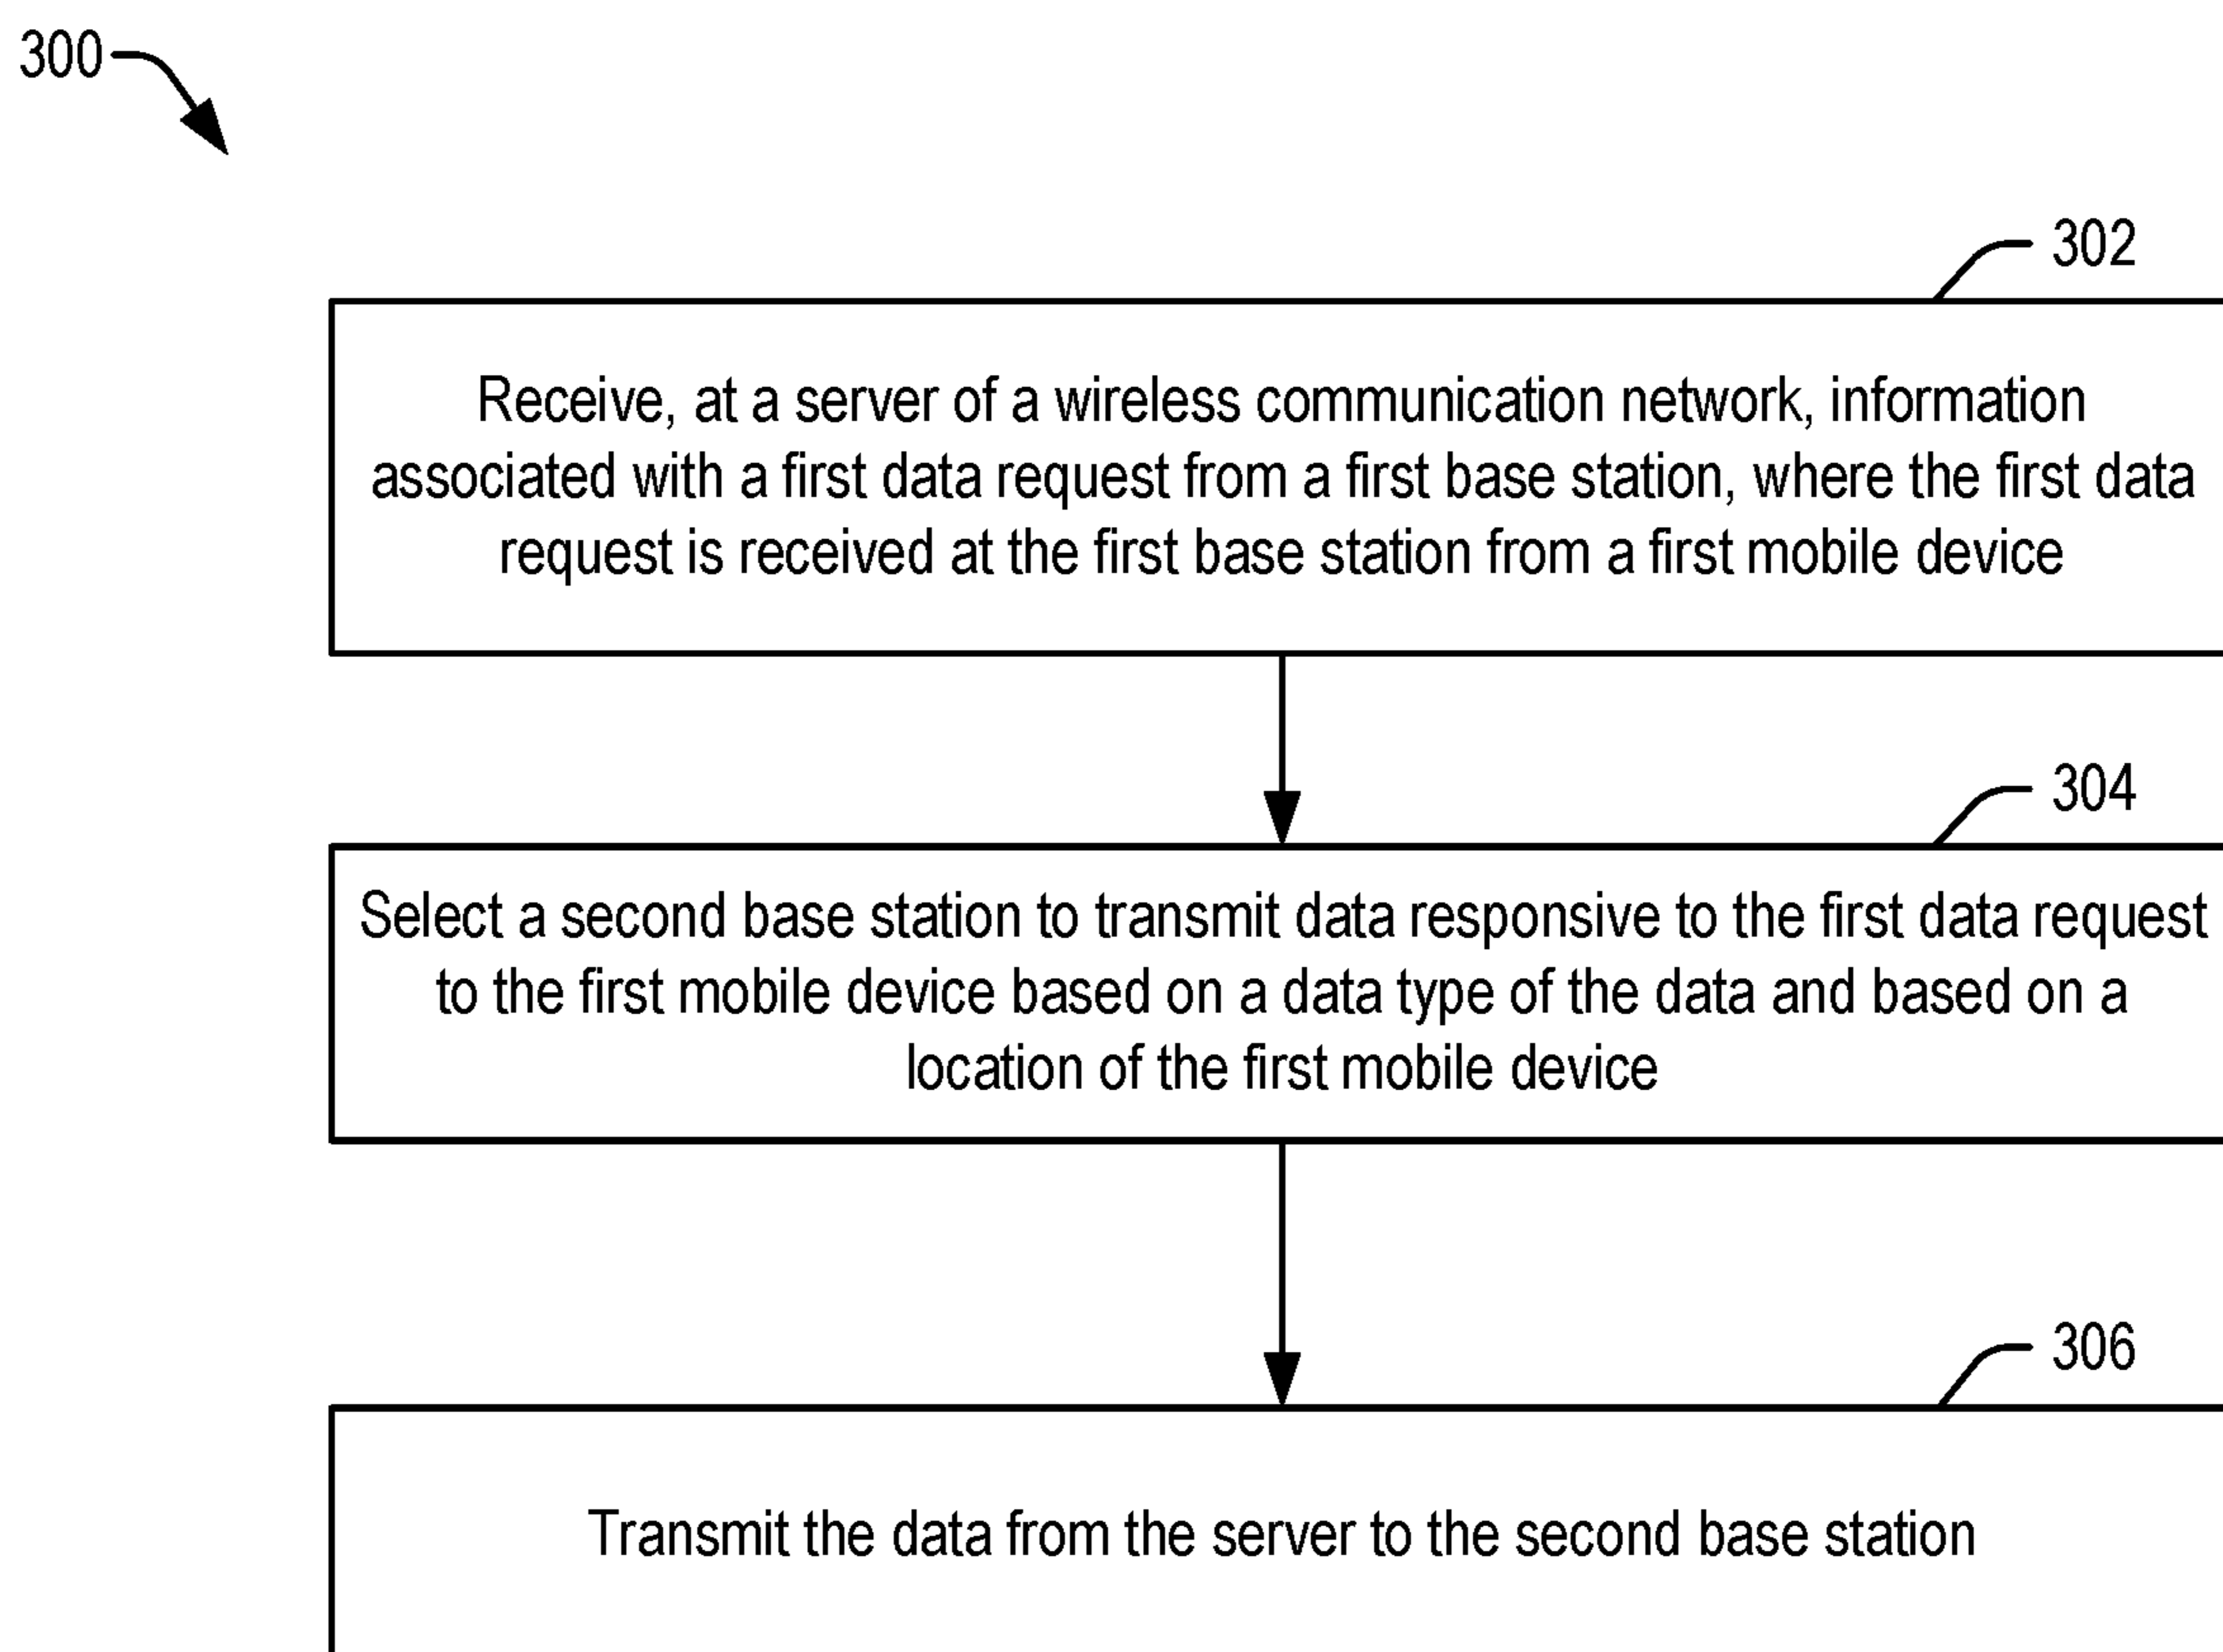 300
302
Receive, at a server of a wireless communication network, information
associated with a first data request from a first base station, where the first data
request is received at the first base station from a first mobile device
304
Select a second base station to transmit data responsive to the first data request
to the first mobile device based on a data type of the data and based on a
location of the first mobile device
306
Transmit the data from the server to the second base station